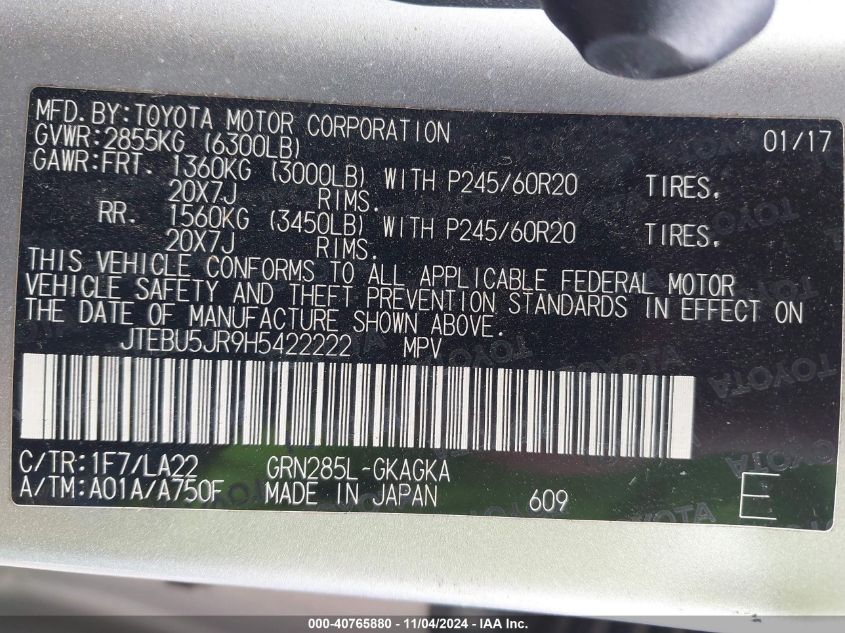 MFD.BY:TOYOTA MOTOR CORPORATION 01/17
GVWR:2855KG (6300LB)
GAWR:FRT. 1360KG (3000LB) WITH P245/60R20 TIRES,
20X7J RIMS.
RR. 1560KG (3450LB) WITH P245/60R20 TIRES,
20X7J RIMS.
THIS VEHICLE CONFORMS TO ALL APPLICABLE FEDERAL MOTOR
VEHICLE SAFETY AND THEFT PREVENTION STANDARDS IN EFFECT ON
THE DATE OF MANUFACTURE SHOWN ABOVE.
JTEBU5JR9H5422222 MPV
C/TR:1F7/LA22 GRN285L-GKAGKA
A/TM:A01A/A750F MADE IN JAPAN 609 E
000-40765880 - 11/04/2024 - IAAI Inc.